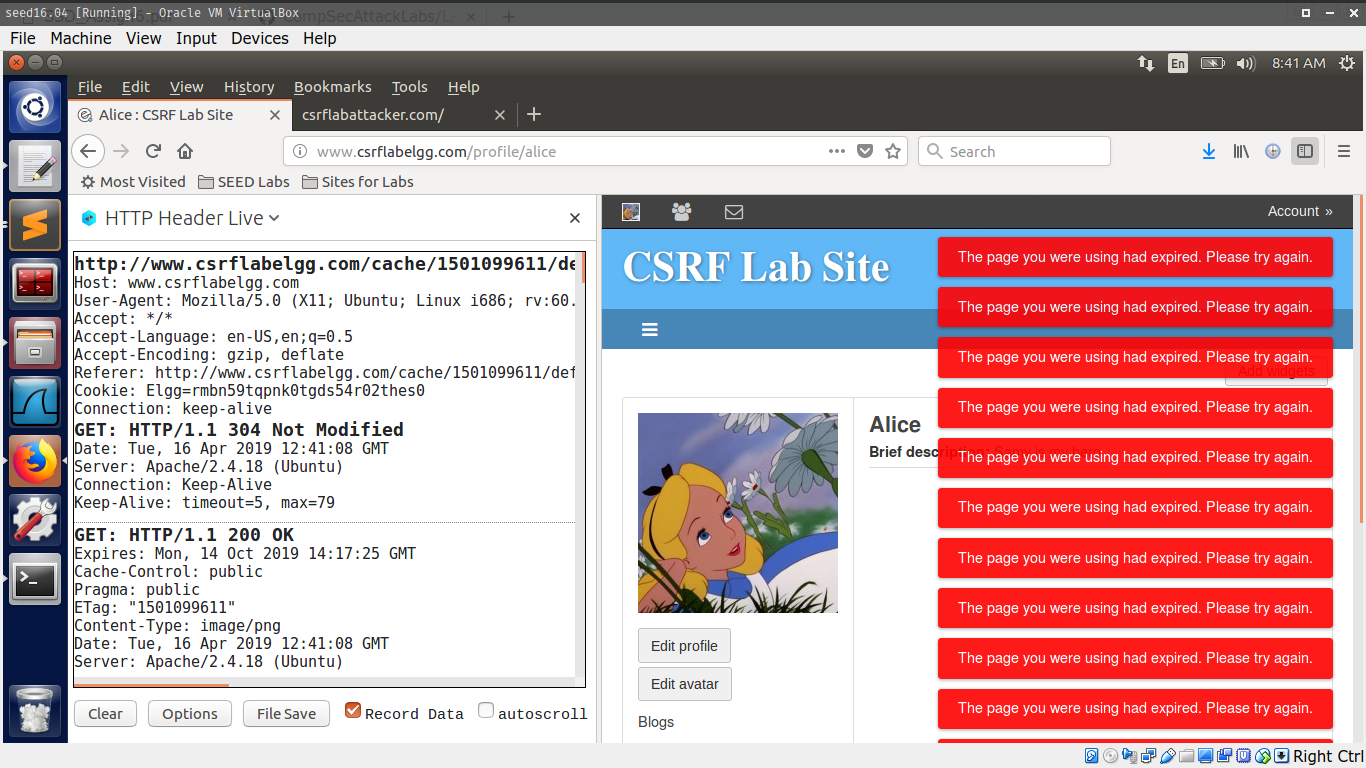 seed16.04 [Running] - Oracle VM VirtualBox
File Machine View Input Devices Help
En 8:41 AM
File Edit View History Bookmarks Tools Help
Alice : CSRF Lab Site
csrflabattacker.com/
www.csrflabelgg.com/profile/alice
Search
Most Visited SEED Labs Sites for Labs
HTTP Header Live
http://www.csrflabelgg.com/cache/1501099611/de
Host: www.csrflabelgg.com
User-Agent: Mozilla/5.0 (X11; Ubuntu; Linux i686; rv:60.
Accept: */*
Accept-Language: en-US,en;q=0.5
Accept-Encoding: gzip, deflate
Referer: http://www.csrflabelgg.com/cache/1501099611/def
Cookie: Elgg=rmbn59tqpnk0tgds54r02thes0
Connection: keep-alive
GET: HTTP/1.1 304 Not Modified
Date: Tue, 16 Apr 2019 12:41:08 GMT
Server: Apache/2.4.18 (Ubuntu)
Connection: Keep-Alive
Keep-Alive: timeout=5, max=79
GET: HTTP/1.1 200 OK
Expires: Mon, 14 Oct 2019 14:17:25 GMT
Cache-Control: public
Pragma: public
ETag: "1501099611"
Content-Type: image/png
Date: Tue, 16 Apr 2019 12:41:08 GMT
Server: Apache/2.4.18 (Ubuntu)
Clear Options File Save Record Data autoscroll
Account »
CSRF Lab Site
The page you were using had expired. Please try again.
The page you were using had expired. Please try again.
The page you were using had expired. Please try again.
Add widgets
The page you were using had expired. Please try again.
Alice
Brief description:
The page you were using had expired. Please try again.
The page you were using had expired. Please try again.
The page you were using had expired. Please try again.
The page you were using had expired. Please try again.
The page you were using had expired. Please try again.
The page you were using had expired. Please try again.
Edit profile
Edit avatar
Blogs
Right Ctrl